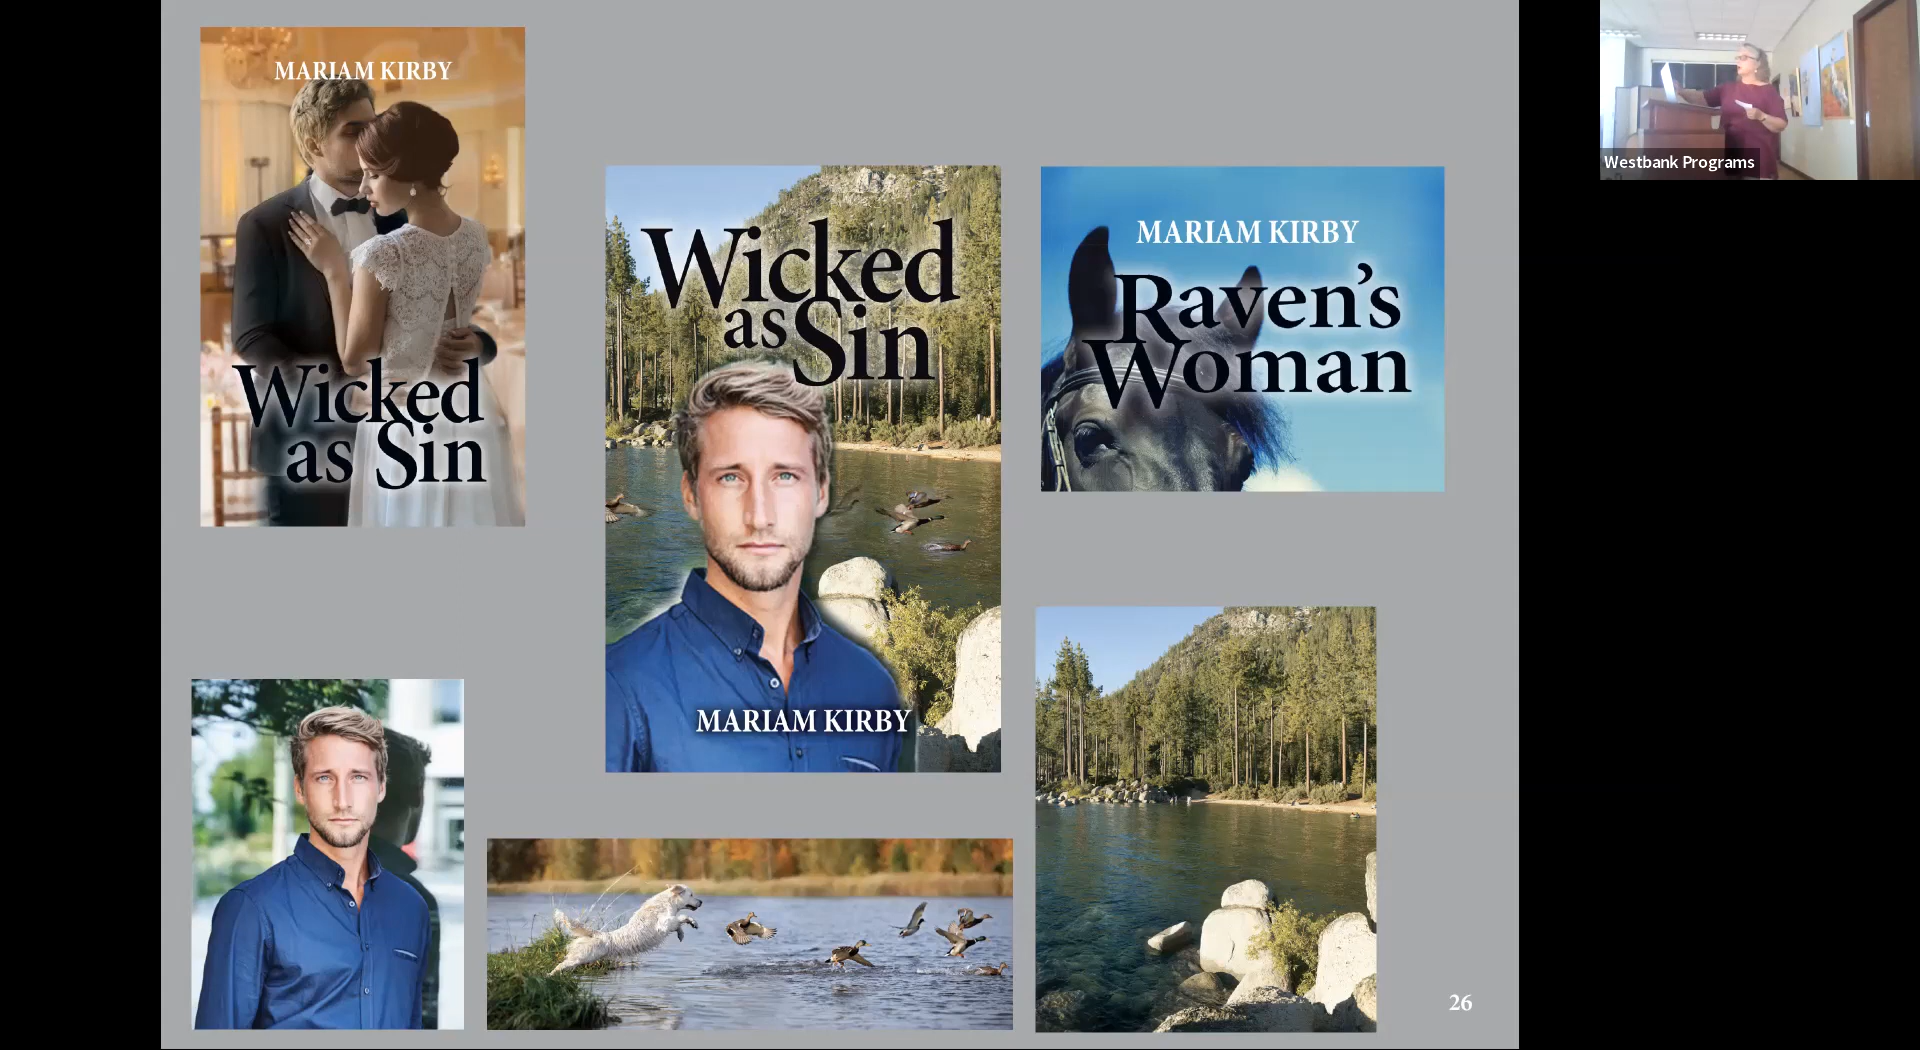 MARIAM KIRBY
Wicked
as Sin
Wicked
as Sin
MARIAM KIRBY
MARIAM KIRBY
Raven's
Woman
26
Westbank Programs